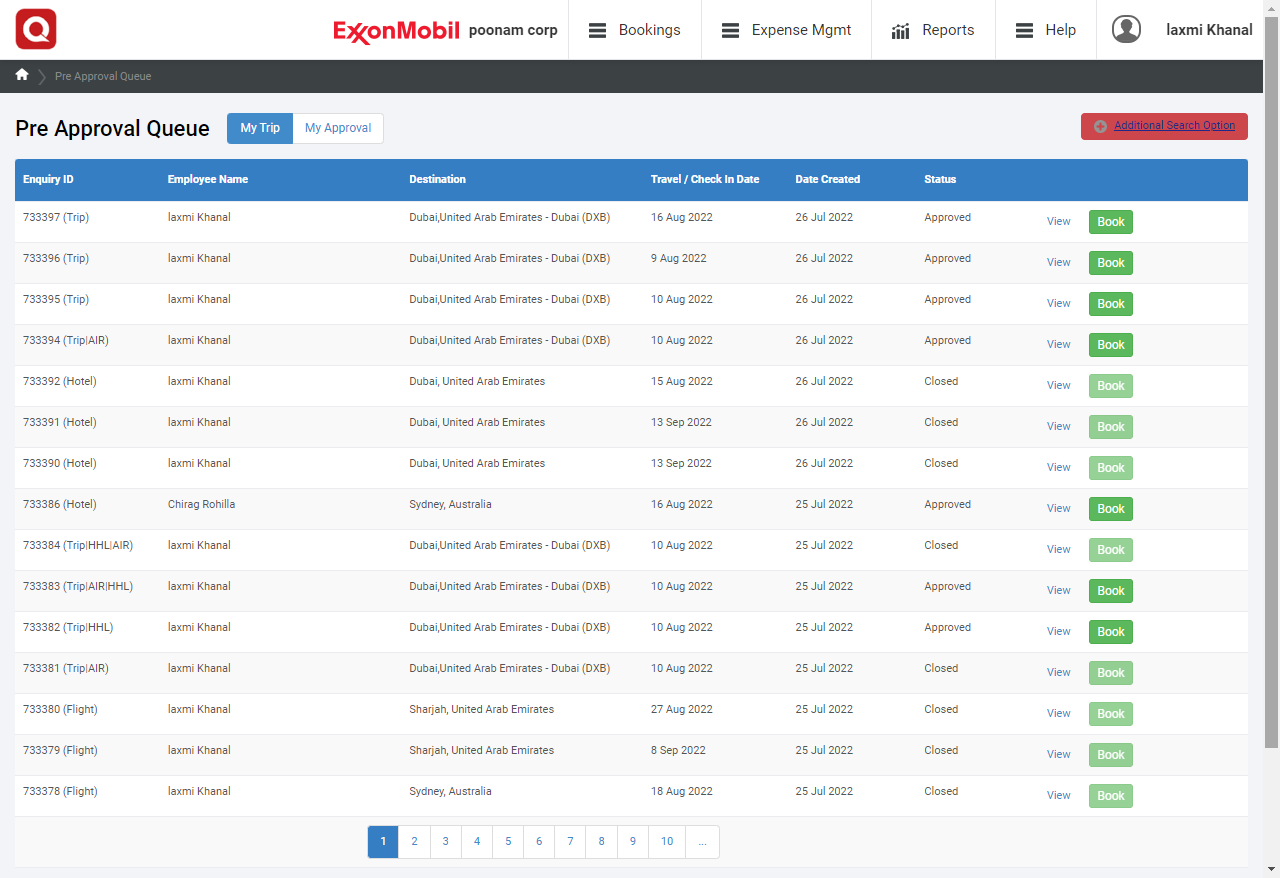 Q ExxonMobil poonam corp Bookings Expense Mgmt Reports Help laxmi Khanal
Pre Approval Queue
Pre Approval Queue My Trip My Approval Additional Search Option
Enquiry ID Employee Name Destination Travel / Check In Date Date Created Status
733397 (Trip) laxmi Khanal Dubai,United Arab Emirates - Dubai (DXB) 16 Aug 2022 26 Jul 2022 Approved View Book
733396 (Trip) laxmi Khanal Dubai,United Arab Emirates - Dubai (DXB) 9 Aug 2022 26 Jul 2022 Approved View Book
733395 (Trip) laxmi Khanal Dubai,United Arab Emirates - Dubai (DXB) 10 Aug 2022 26 Jul 2022 Approved View Book
733394 (Trip|AIR) laxmi Khanal Dubai,United Arab Emirates - Dubai (DXB) 10 Aug 2022 26 Jul 2022 Approved View Book
733392 (Hotel) laxmi Khanal Dubai, United Arab Emirates 15 Aug 2022 26 Jul 2022 Closed View Book
733391 (Hotel) laxmi Khanal Dubai, United Arab Emirates 13 Sep 2022 26 Jul 2022 Closed View Book
733390 (Hotel) laxmi Khanal Dubai, United Arab Emirates 13 Sep 2022 26 Jul 2022 Closed View Book
733386 (Hotel) Chirag Rohilla Sydney, Australia 16 Aug 2022 25 Jul 2022 Approved View Book
733384 (Trip|HHL|AIR) laxmi Khanal Dubai,United Arab Emirates - Dubai (DXB) 10 Aug 2022 25 Jul 2022 Closed View Book
733383 (Trip|AIR|HHL) laxmi Khanal Dubai,United Arab Emirates - Dubai (DXB) 10 Aug 2022 25 Jul 2022 Approved View Book
733382 (Trip|HHL) laxmi Khanal Dubai,United Arab Emirates - Dubai (DXB) 10 Aug 2022 25 Jul 2022 Approved View Book
733381 (Trip|AIR) laxmi Khanal Dubai,United Arab Emirates - Dubai (DXB) 10 Aug 2022 25 Jul 2022 Closed View Book
733380 (Flight) laxmi Khanal Sharjah, United Arab Emirates 27 Aug 2022 25 Jul 2022 Closed View Book
733379 (Flight) laxmi Khanal Sharjah, United Arab Emirates 8 Sep 2022 25 Jul 2022 Closed View Book
733378 (Flight) laxmi Khanal Sydney, Australia 18 Aug 2022 25 Jul 2022 Closed View Book
1 2 3 4 5 6 7 8 9 10 ...